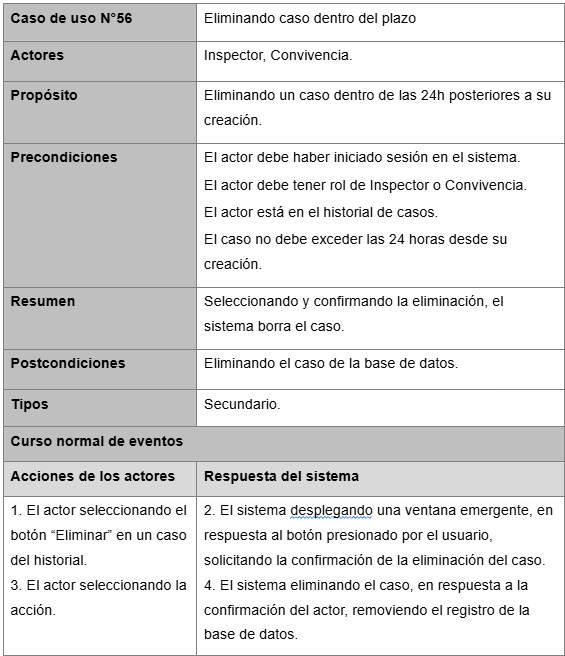 Caso de uso N°56
Eliminando caso dentro del plazo
Actores
Inspector, Convivencia.
Propósito
Eliminando un caso dentro de las 24h posteriores a su
creación.
Precondiciones
El actor debe haber iniciado sesión en el sistema.
El actor debe tener rol de Inspector o Convivencia.
El actor está en el historial de casos.
El caso no debe exceder las 24 horas desde su
creación.
Resumen
Seleccionando y confirmando la eliminación, el
sistema borra el caso.
Postcondiciones
Eliminando el caso de la base de datos.
Tipos
Secundario.
Curso normal de eventos
Acciones de los actores
Respuesta del sistema
1. El actor seleccionando el
botón “Eliminar” en un caso
del historial.
3. El actor seleccionando la
acción.
2. El sistema desplegando una ventana emergente, en
respuesta al botón presionado por el usuario,
solicitando la confirmación de la eliminación del caso.
4. El sistema eliminando el caso, en respuesta a la
confirmación del actor, removiendo el registro de la
base de datos.